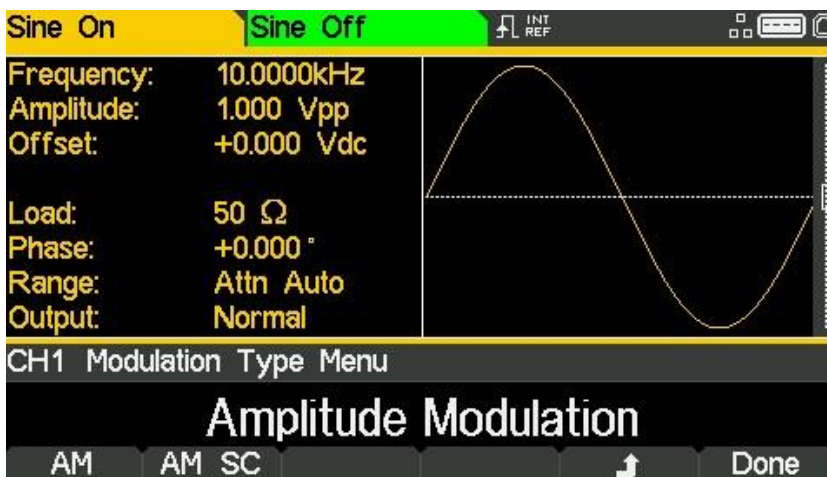 Sine On Sine Off INT REF
Frequency: 10.0000kHz
Amplitude: 1.000 Vpp
Offset: +0.000 Vdc
Load: 50 Ω
Phase: +0.000°
Range: Attn Auto
Output: Normal
CH1 Modulation Type Menu
Amplitude Modulation
AM AM SC Done